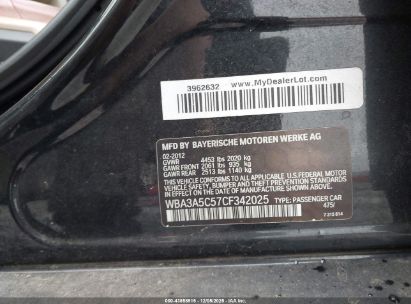 3962632
www.MyDealerLot.com
MFD BY BAYERISCHE MOTOREN WERKE AG
02-2012
GVWR 4453 lbs 2020 kg
GAWR FRONT 2061 lbs 935 kg
GAWR REAR 2513 lbs 1140 kg
THIS VEHICLE CONFORMS TO ALL APPLICABLE U.S. FEDERAL MOTOR
VEHICLE SAFETY, BUMPER AND THEFT PREVENTION STANDARDS IN
EFFECT ON THE DATE OF MANUFACTURE SHOWN ABOVE.
WBA3A5C57CF342025 TYPE: PASSENGER CAR
475/